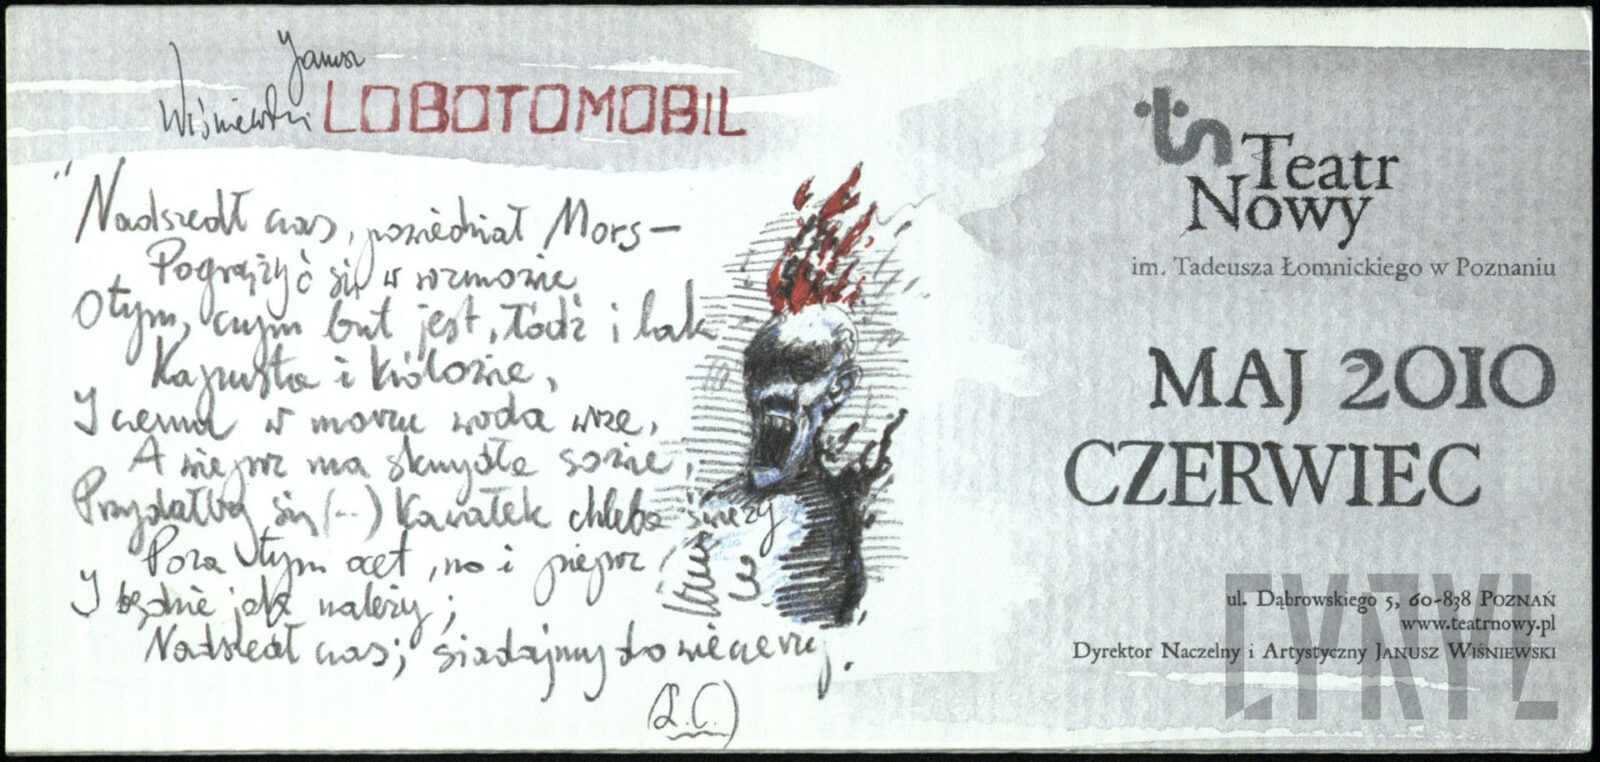 Janusz
Wiśniewski LOBOTOMOBIL
"Nadszedł czas, powiedział Mors –
Pogrążyć się w rozmowie
O tym, czym but jest, łódź i lak
Kapusta i królowie,
I czemu w morzu woda wrze,
A wieprz ma skrzydła sowie,
Przydałby się (...) kawałek chleba świeży
Poza tym ocet, no i pieprz
I będzie jak należy;
Nadszedł czas; siadajmy do wieczerzy.
(L.C.)
tn
Teatr
Nowy
im. Tadeusza Łomnickiego w Poznaniu
MAJ 2010
CZERWIEC
ul. Dąbrowskiego 5, 60-838 POZNAŃ
www.teatrnowy.pl
Dyrektor Naczelny i Artystyczny JANUSZ WIŚNIEWSKI
CYRYL